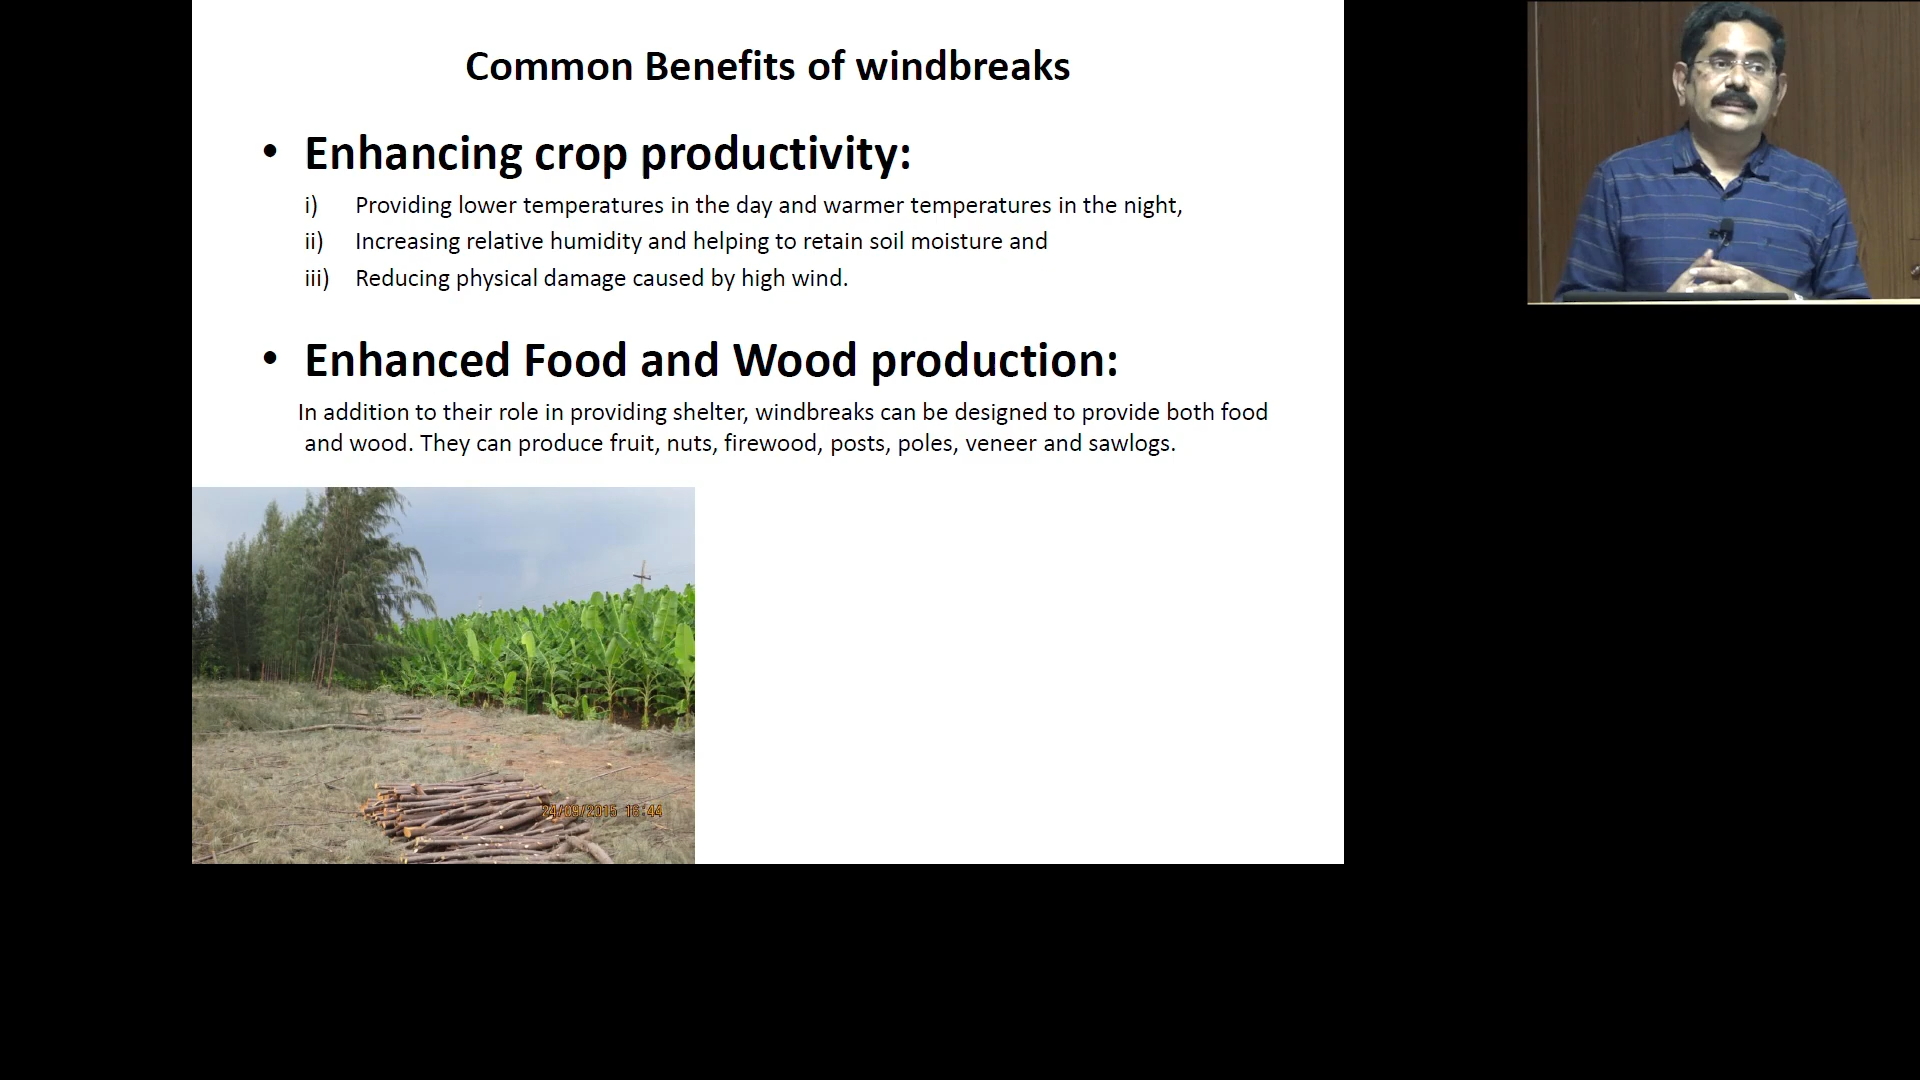 Common Benefits of windbreaks
• Enhancing crop productivity:
i) Providing lower temperatures in the day and warmer temperatures in the night,
ii) Increasing relative humidity and helping to retain soil moisture and
iii) Reducing physical damage caused by high wind.
• Enhanced Food and Wood production:
In addition to their role in providing shelter, windbreaks can be designed to provide both food
and wood. They can produce fruit, nuts, firewood, posts, poles, veneer and sawlogs.
24/09/2015 16:44